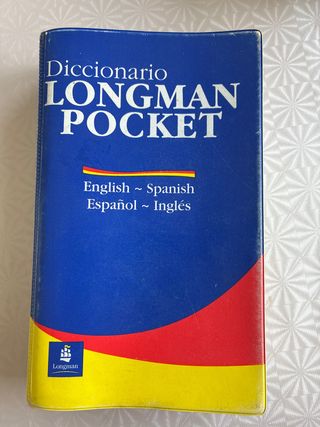 Diccionario
LONGMAN
POCKET
English ~ Spanish
Español ~ Inglés
Longman